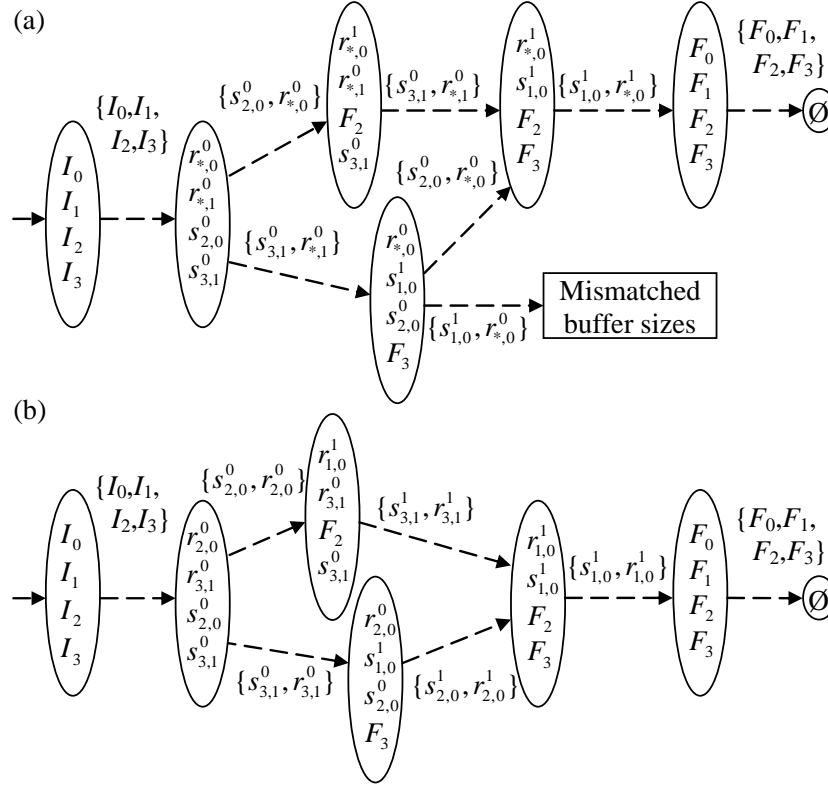 (a)
{I_0,I_1,
I_2,I_3}
I_0
I_1
I_2
I_3
r^0_{*,0}
r^0_{*,1}
s^0_{2,0}
s^0_{3,1}
{s^0_{2,0}, r^0_{*,0}}
r^1_{*,0}
r^0_{*,1}
F_2
s^0_{3,1}
{s^0_{3,1}, r^0_{*,1}}
{s^0_{3,1}, r^0_{*,1}}
r^0_{*,0}
s^1_{1,0}
s^0_{2,0}
F_3
{s^0_{2,0}, r^0_{*,0}}
{s^1_{1,0}, r^0_{*,0}}
Mismatched
buffer sizes
r^1_{*,0}
s^1_{1,0}
F_2
F_3
{s^1_{1,0}, r^1_{*,0}}
F_0
F_1
F_2
F_3
{F_0,F_1,
F_2,F_3}
Ø
(b)
{I_0,I_1,
I_2,I_3}
I_0
I_1
I_2
I_3
r^0_{2,0}
r^0_{3,1}
s^0_{2,0}
s^0_{3,1}
{s^0_{2,0}, r^0_{2,0}}
r^1_{1,0}
r^0_{3,1}
F_2
s^0_{3,1}
{s^1_{3,1}, r^1_{3,1}}
{s^0_{3,1}, r^0_{3,1}}
r^0_{2,0}
s^1_{1,0}
s^0_{2,0}
F_3
{s^1_{2,0}, r^1_{2,0}}
r^1_{1,0}
s^1_{1,0}
F_2
F_3
{s^1_{1,0}, r^1_{1,0}}
F_0
F_1
F_2
F_3
{F_0,F_1,
F_2,F_3}
Ø